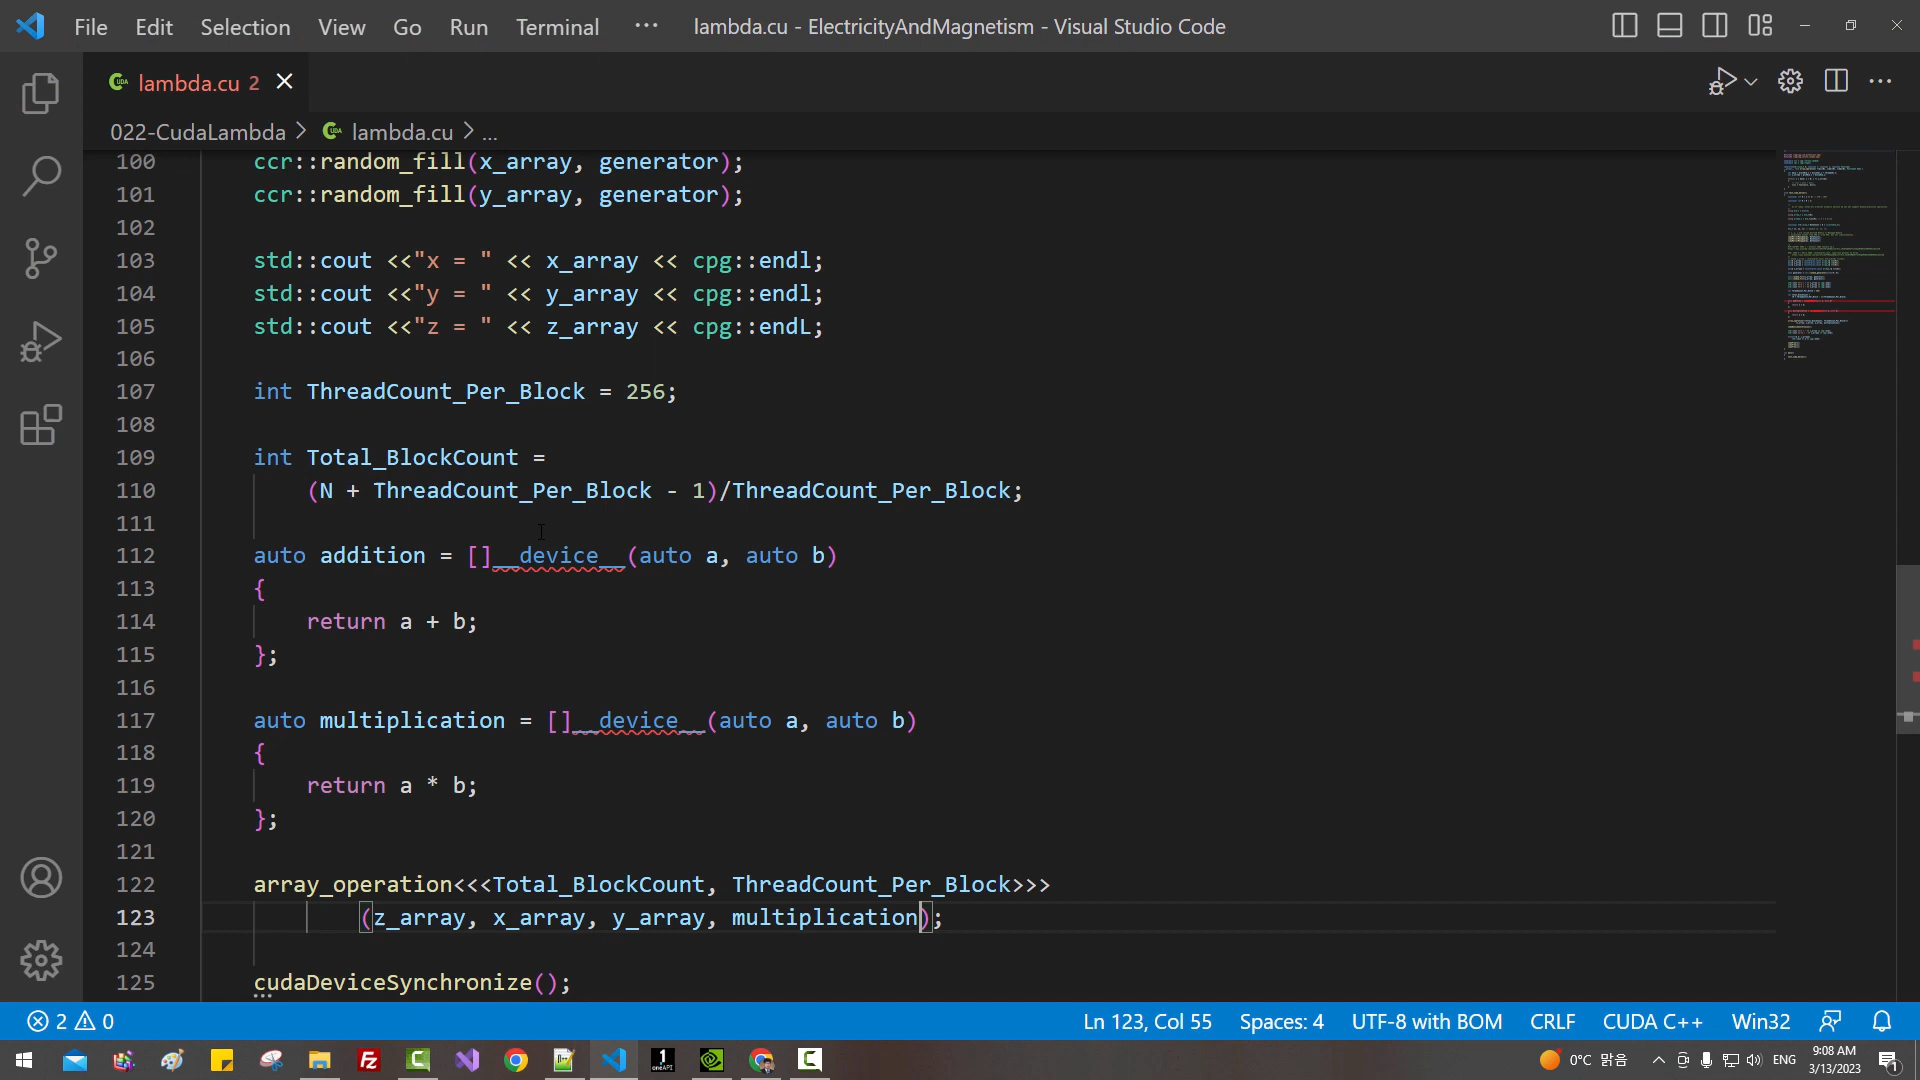 File Edit Selection View Go Run Terminal ··· lambda.cu - ElectricityAndMagnetism - Visual Studio Code
lambda.cu 2
022-CudaLambda > lambda.cu > ...
100 ccr::random_fill(x_array, generator);
101 ccr::random_fill(y_array, generator);
102
103 std::cout <<"x = " << x_array << cpg::endl;
104 std::cout <<"y = " << y_array << cpg::endl;
105 std::cout <<"z = " << z_array << cpg::endL;
106
107 int ThreadCount_Per_Block = 256;
108
109 int Total_BlockCount =
110 (N + ThreadCount_Per_Block - 1)/ThreadCount_Per_Block;
111
112 auto addition = []__device__(auto a, auto b)
113 {
114 return a + b;
115 };
116
117 auto multiplication = []__device__(auto a, auto b)
118 {
119 return a * b;
120 };
121
122 array_operation<<<Total_BlockCount, ThreadCount_Per_Block>>>
123 (z_array, x_array, y_array, multiplication);
124
125 cudaDeviceSynchronize();
2 0 Ln 123, Col 55 Spaces: 4 UTF-8 with BOM CRLF CUDA C++ Win32
0°C 맑음 ENG 9:08 AM
3/13/2023